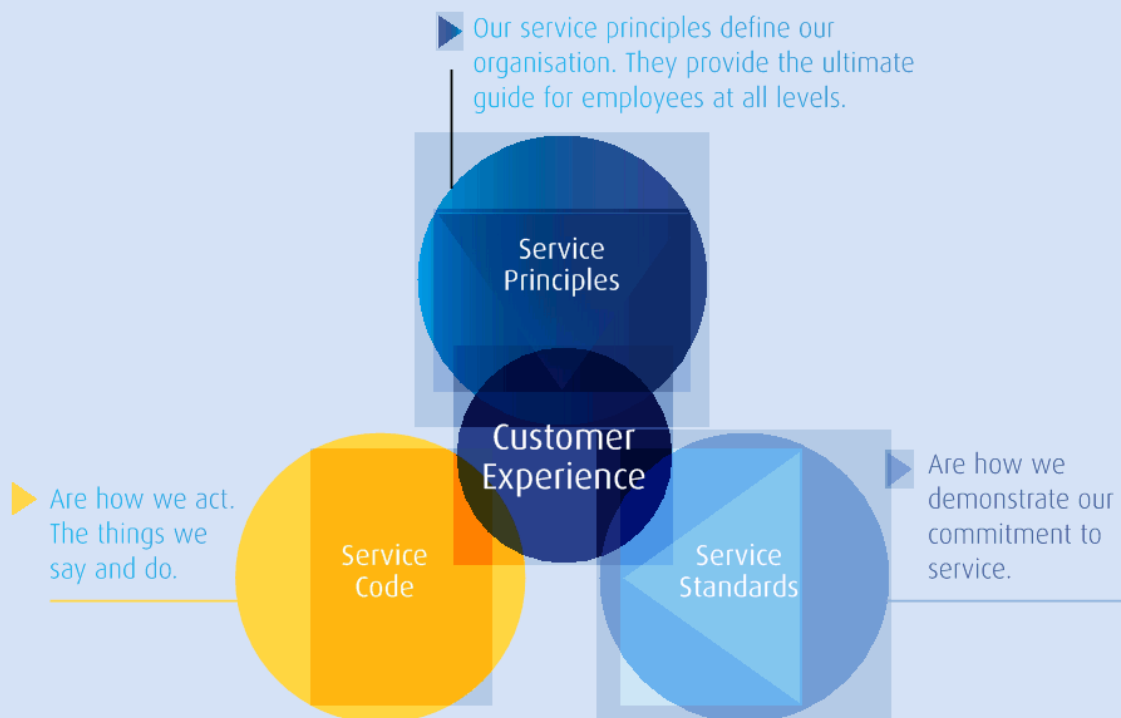 Our service principles define our
organisation. They provide the ultimate
guide for employees at all levels.
Service
Principles
Customer
Experience
Are how we act.
The things we
say and do.
Service
Code
Service
Standards
Are how we
demonstrate our
commitment to
service.